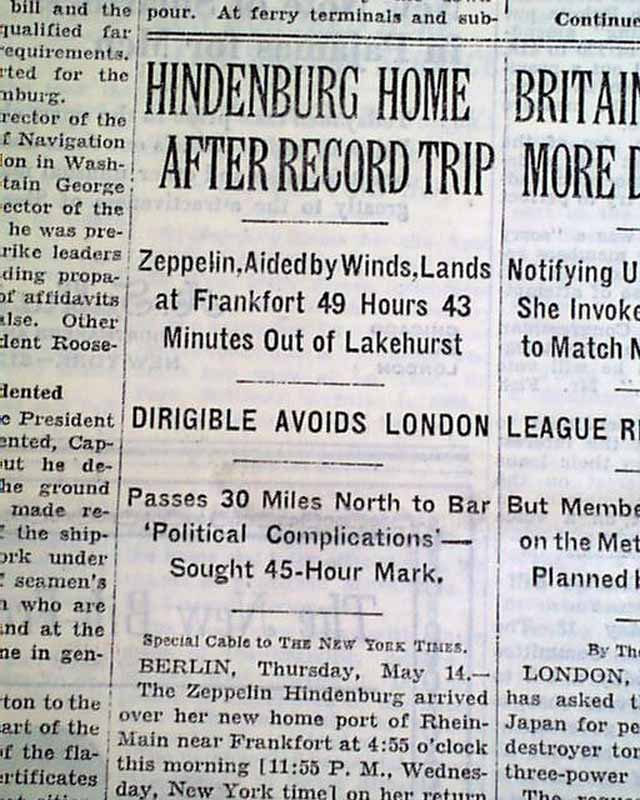 bill and the
qualified far
requirements.
rted for the
nburg.
rector of the
f Navigation
ion in Wash-
tain George
ector of the
he was pre-
rike leaders
ding propa-
of affidavits
alse. Other
dent Roose-
dented
e President
ented, Cap-
ut he de-
he ground
made re-
f the ship-
ork under
f seamen's
n who are
and at the
ne in gen-
rton to the
art of the
of the fla-
ertificates
pour. At ferry terminals and sub-
HINDENBURG HOME
AFTER RECORD TRIP
Zeppelin, Aided by Winds, Lands
at Frankfort 49 Hours 43
Minutes Out of Lakehurst
DIRIGIBLE AVOIDS LONDON
Passes 30 Miles North to Bar
'Political Complications'—
Sought 45-Hour Mark.
Special Cable to THE NEW YORK TIMES.
BERLIN, Thursday, May 14.—
The Zeppelin Hindenburg arrived
over her new home port of Rhein-
Main near Frankfort at 4:55 o'clock
this morning [11:55 P. M., Wednes-
day, New York time] on her return
Continue
BRITAIN
MORE D
Notifying U
She Invoke
to Match N
LEAGUE R
But Membe
on the Met
Planned b
By The
LONDON,
has asked t
Japan for pe
destroyer ton
three-power